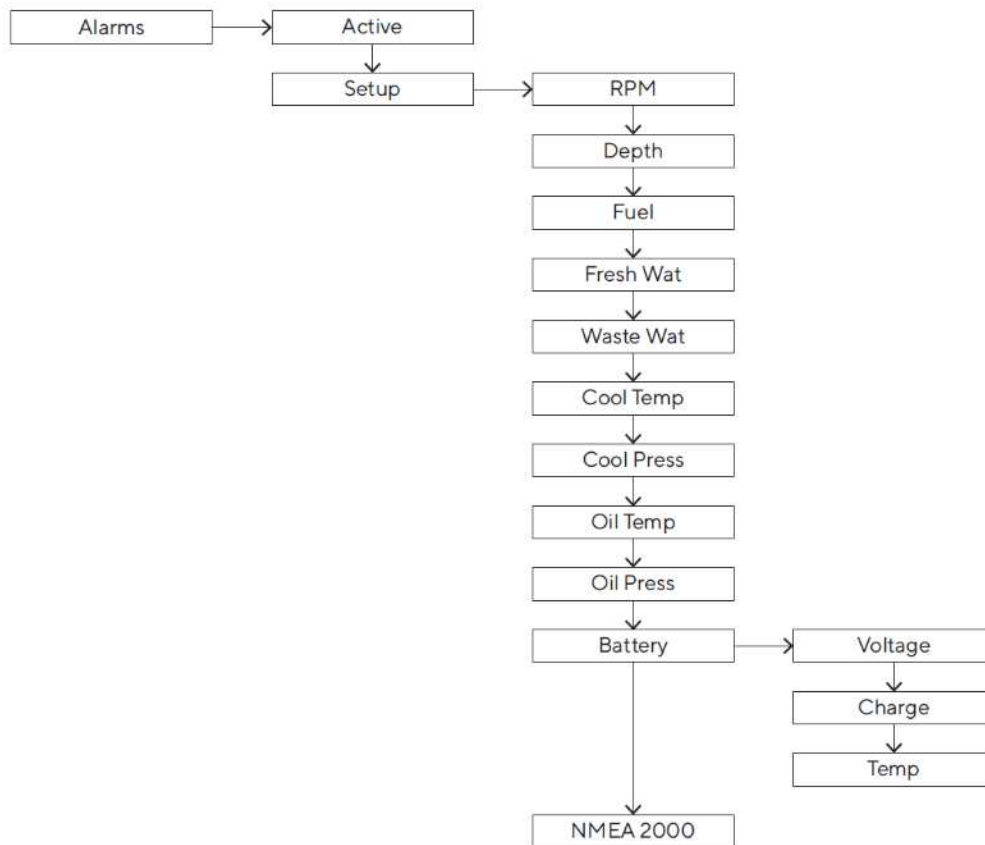 Alarms
Active
Setup
RPM
Depth
Fuel
Fresh Wat
Waste Wat
Cool Temp
Cool Press
Oil Temp
Oil Press
Battery
Voltage
Charge
Temp
NMEA 2000